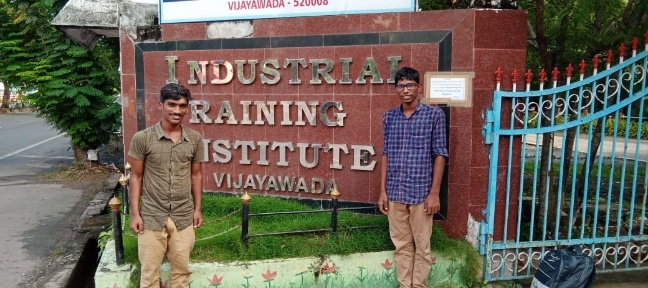 VIJAYAWADA - 520008
INDUSTRIAL
TRAINING
INSTITUTE
VIJAYAWADA